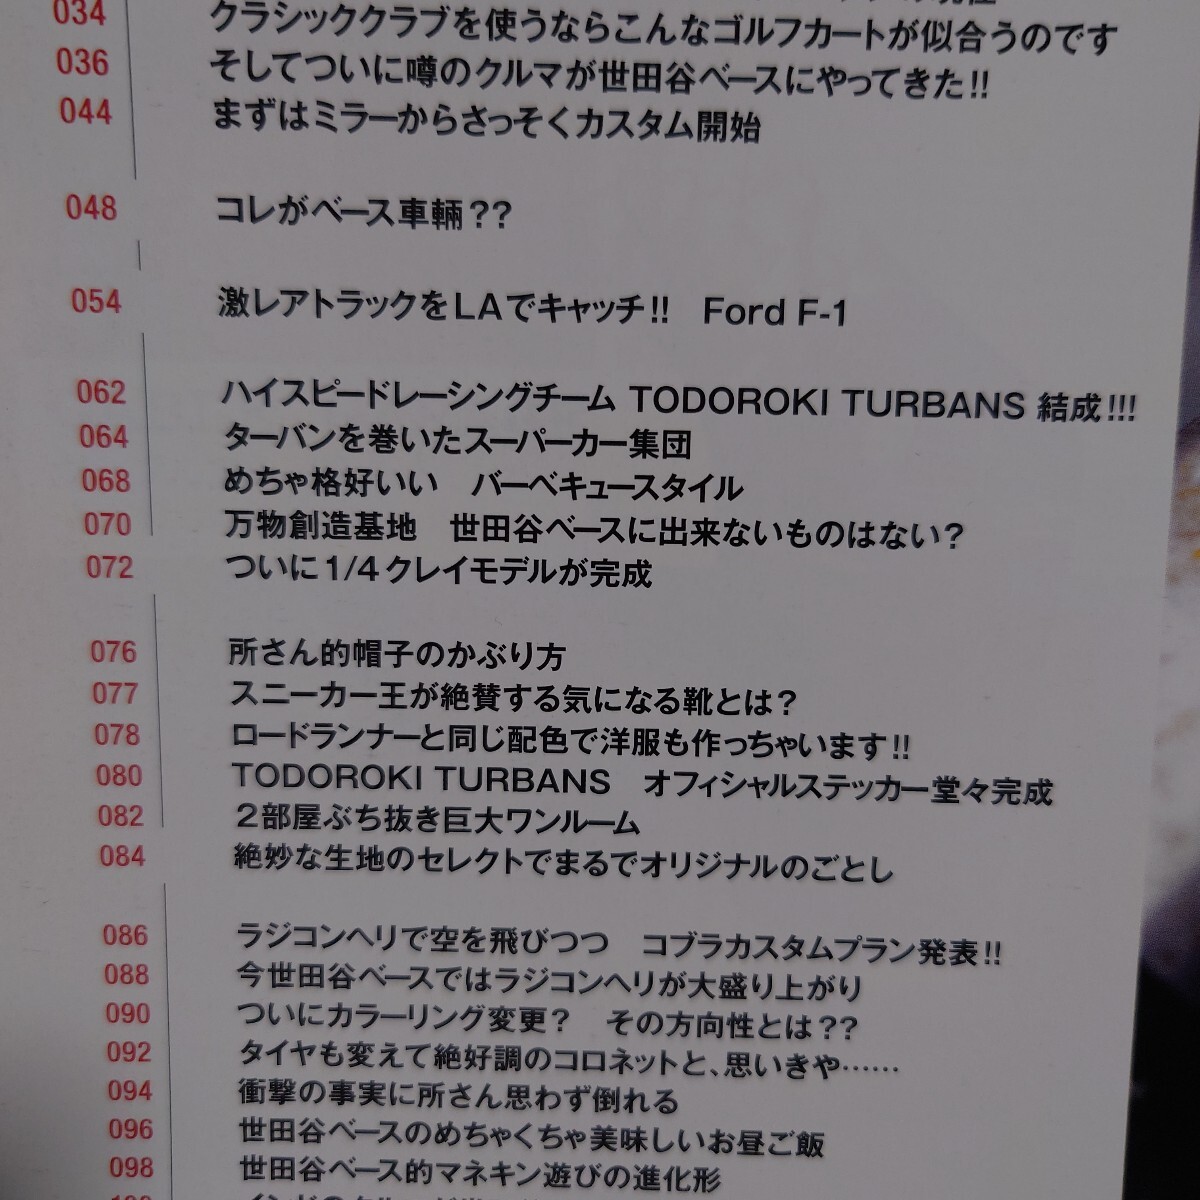 034 クラシッククラブを使うならこんなゴルフカートが似合うのです
036 そしてついに噂のクルマが世田谷ベースにやってきた!!
044 まずはミラーからさっそくカスタム開始
048 コレがベース車輛??
054 激レアトラックをLAでキャッチ!! Ford F-1
062 ハイスピードレーシングチーム TODOROKI TURBANS 結成!!!
064 ターバンを巻いたスーパーカー集団
068 めちゃ格好いい バーベキュースタイル
070 万物創造基地 世田谷ベースに出来ないものはない?
072 ついに1/4クレイモデルが完成
076 所さん的帽子のかぶり方
077 スニーカー王が絶賛する気になる靴とは?
078 ロードランナーと同じ配色で洋服も作っちゃいます!!
080 TODOROKI TURBANS オフィシャルステッカー堂々完成
082 2部屋ぶち抜き巨大ワンルーム
084 絶妙な生地のセレクトでまるでオリジナルのごとし
086 ラジコンヘリで空を飛びつつ コブラカスタムプラン発表!!
088 今世田谷ベースではラジコンヘリが大盛り上がり
090 ついにカラーリング変更? その方向性とは??
092 タイヤも変えて絶好調のコロネットと、思いきや……
094 衝撃の事実に所さん思わず倒れる
096 世田谷ベースのめちゃくちゃ美味しいお昼ご飯
098 世田谷ベース的マネキン遊びの進化形